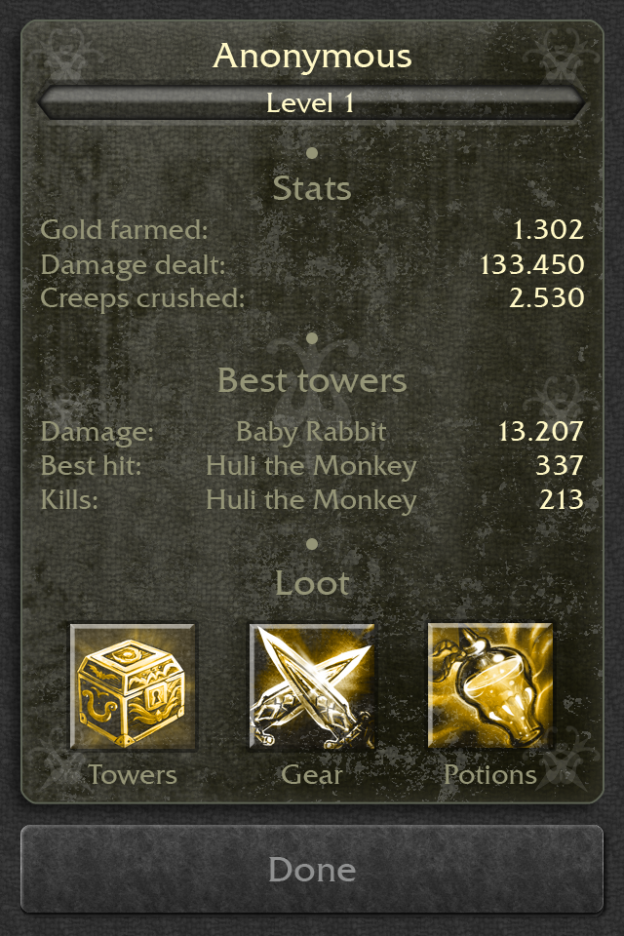 Anonymous
Level 1
Stats
Gold farmed: 1.302
Damage dealt: 133.450
Creeps crushed: 2.530
Best towers
Damage: Baby Rabbit 13.207
Best hit: Huli the Monkey 337
Kills: Huli the Monkey 213
Loot
Towers Gear Potions
Done